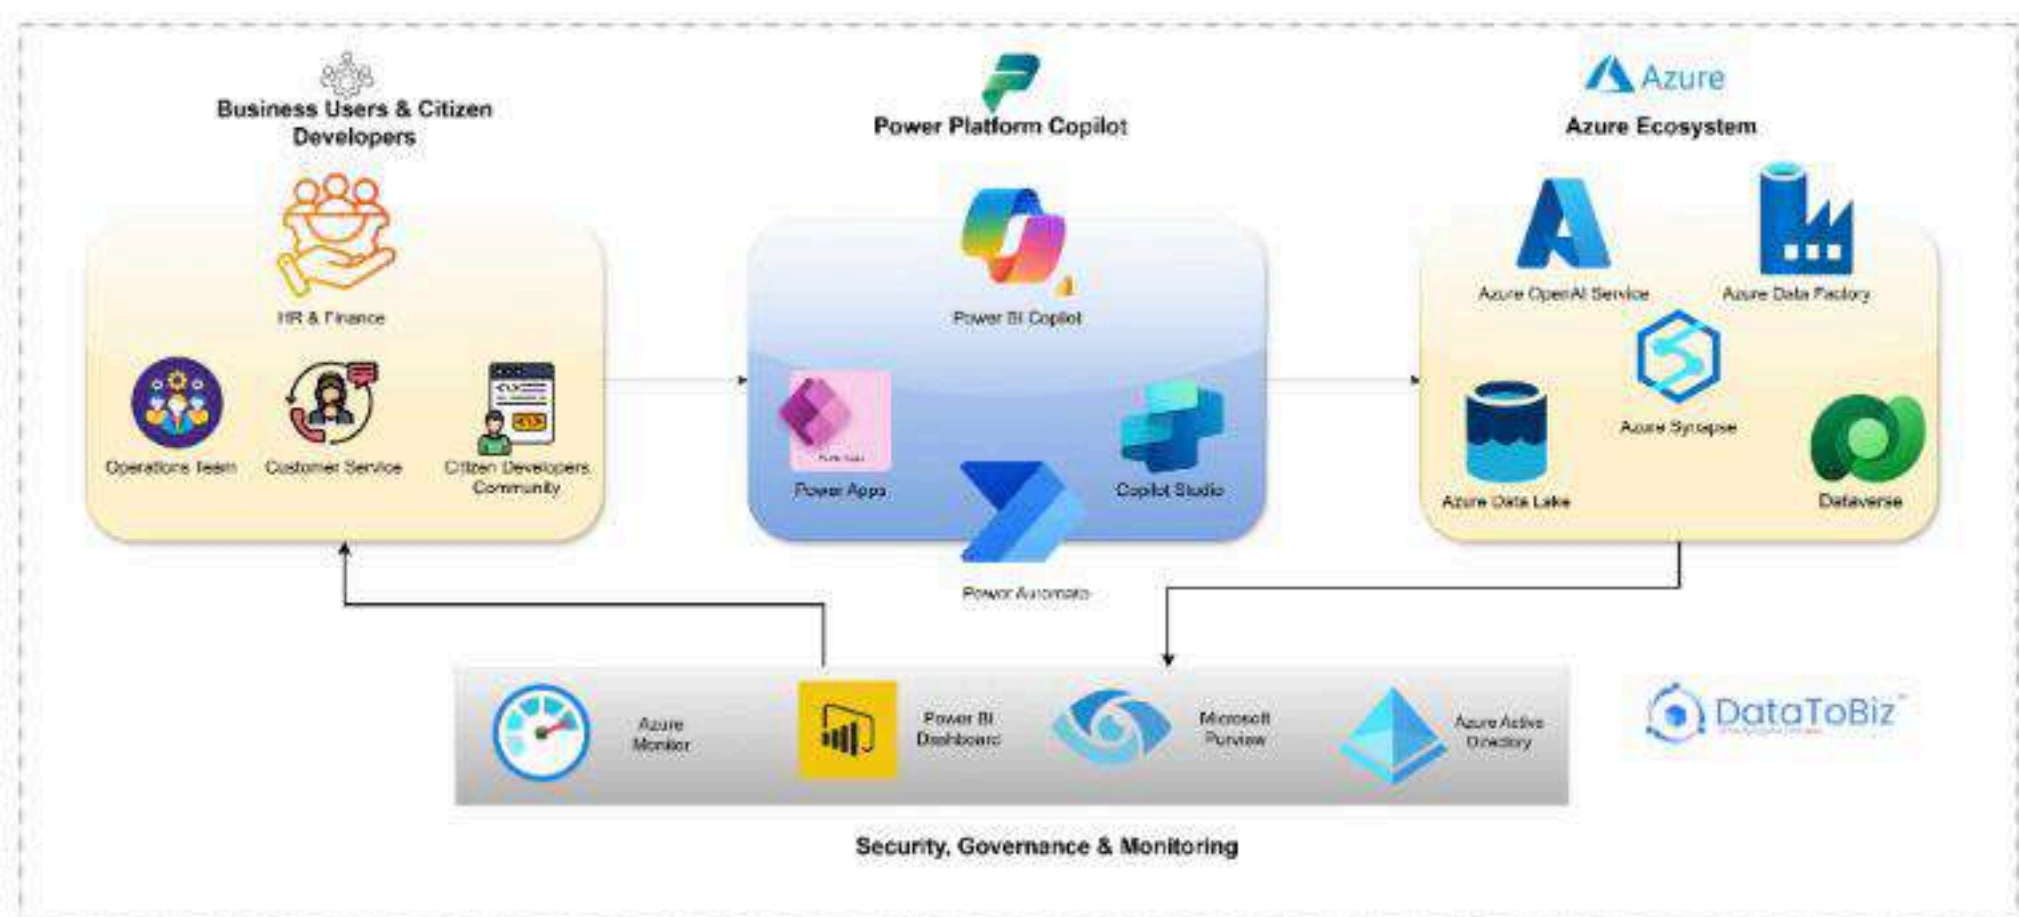 Business Users & Citizen
Developers
HR & Finance
Operations Team
Customer Service
Citizen Developers
Community
Power Platform Copilot
Power BI Copilot
Power Apps
Copilot Studio
Power Automate
Azure
Azure Ecosystem
Azure OpenAI Service
Azure Data Factory
Azure Synapse
Azure Data Lake
Dataverse
Azure
Monitor
Power BI
Dashboard
Microsoft
Purview
Azure Active
Directory
DataToBiz
Security, Governance & Monitoring